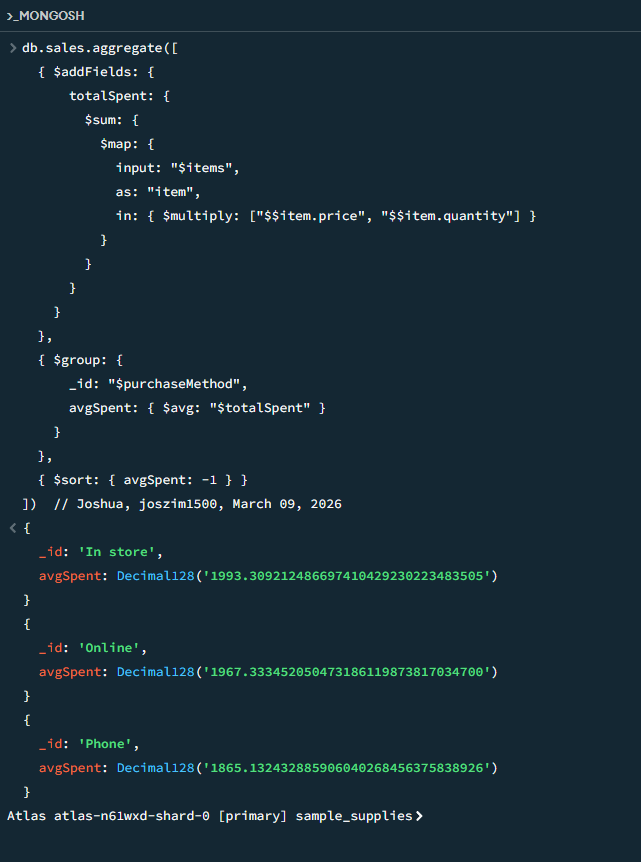 >_MONGOSH
> db.sales.aggregate([
{ $addFields: {
totalSpent: {
$sum: {
$map: {
input: "$items",
as: "item",
in: { $multiply: ["$$item.price", "$$item.quantity"] }
}
}
}
}
},
{ $group: {
_id: "$purchaseMethod",
avgSpent: { $avg: "$totalSpent" }
}
},
{ $sort: { avgSpent: -1 } }
])  // Joshua, joszim1500, March 09, 2026
< {
_id: 'In store',
avgSpent: Decimal128('1993.309212486697410429230223483505')
}
{
_id: 'Online',
avgSpent: Decimal128('1967.333452050473186119873817034700')
}
{
_id: 'Phone',
avgSpent: Decimal128('1865.132432885906040268456375838926')
}
Atlas atlas-n61wxd-shard-0 [primary] sample_supplies>